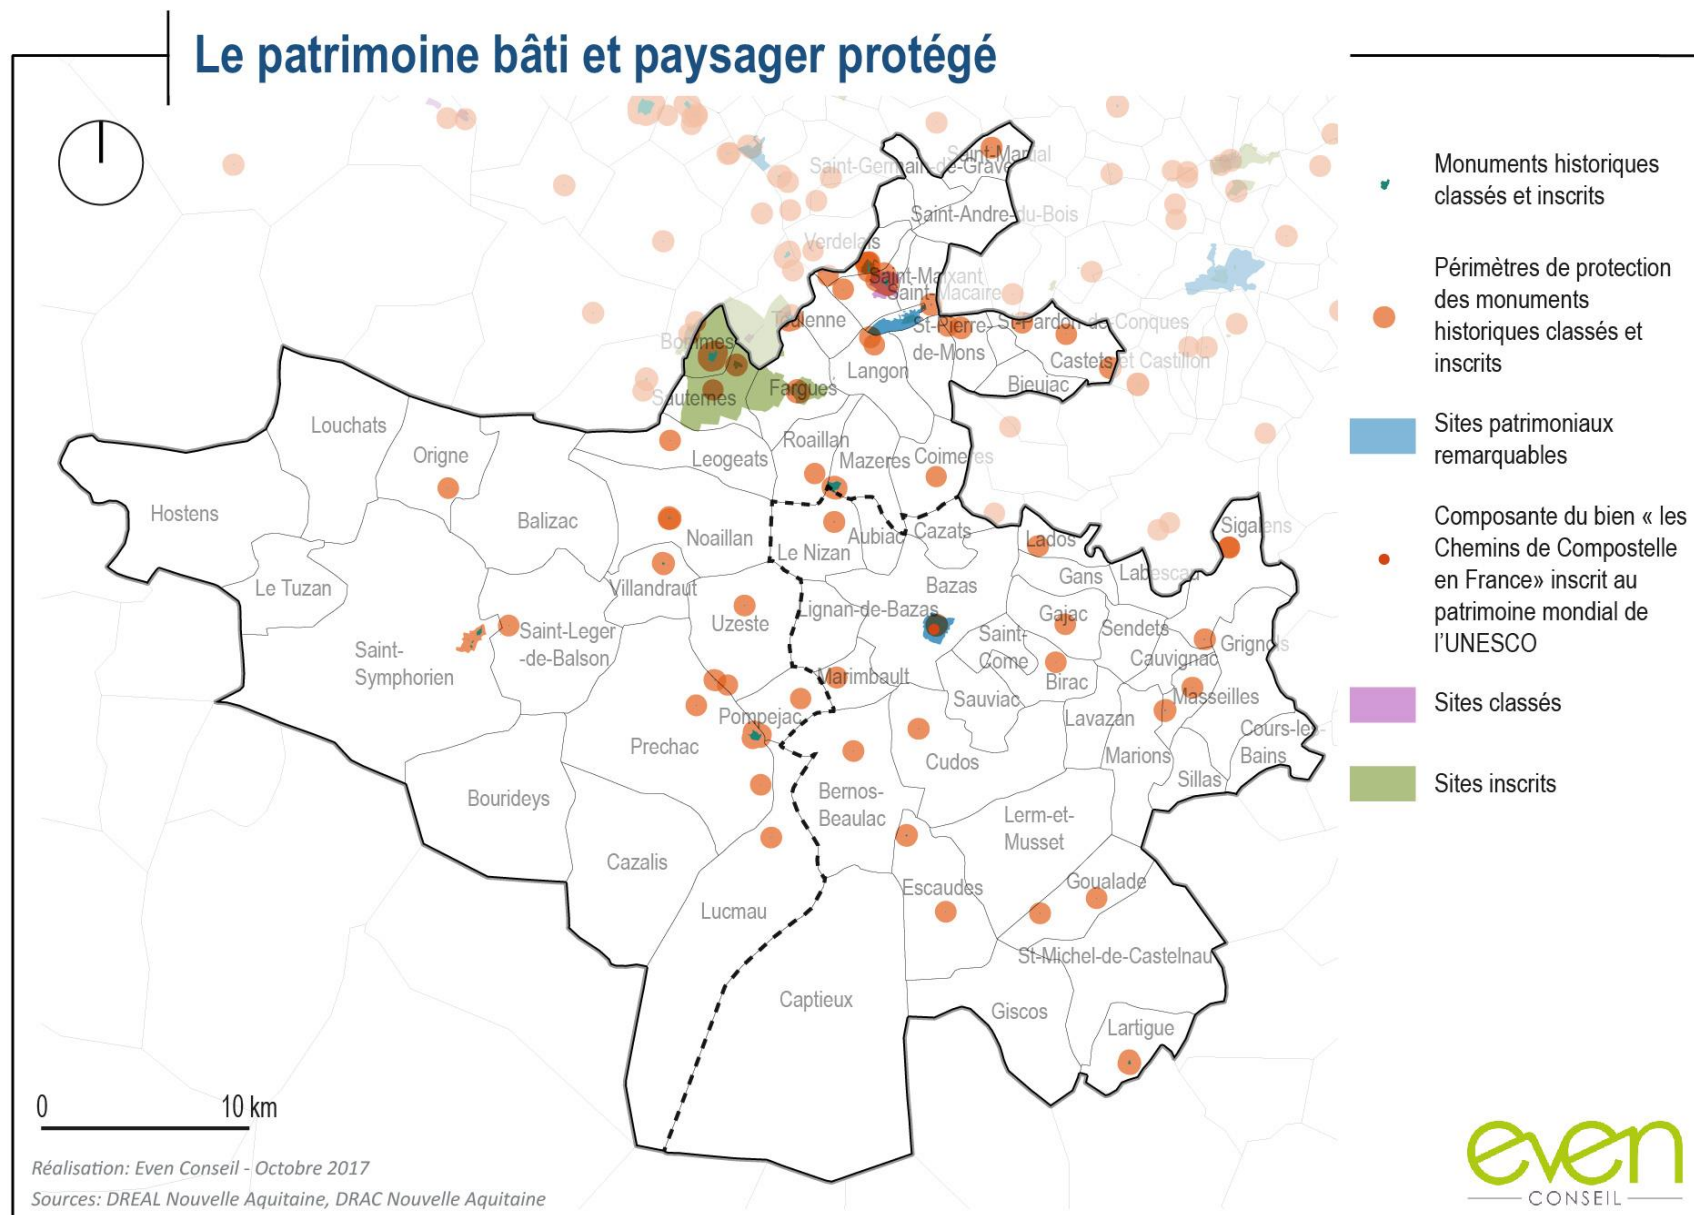 Le patrimoine bâti et paysager protégé
Monuments historiques
classés et inscrits
Périmètres de protection
des monuments
historiques classés et
inscrits
Sites patrimoniaux
remarquables
Composante du bien « les
Chemins de Compostelle
en France» inscrit au
patrimoine mondial de
l'UNESCO
Sites classés
Sites inscrits
Saint-Martial
Saint-Germain-de-Grave
Saint-Andre-du-Bois
Verdelais
Saint-Maixant
Saint-Macaire
Toulenne
St-Pierre-
de-Mons
St-Pardon-de-Conques
Bommes
Castets et Castillon
Langon
Bieujac
Sauternes
Fargues
Louchats
Origne
Roaillan
Leogeats
Mazeres
Coimeres
Hostens
Balizac
Noaillan
Le Nizan
Aubiac
Cazats
Lados
Sigalens
Le Tuzan
Villandraut
Bazas
Gans
Labescau
Uzeste
Lignan-de-Bazas
Gajac
Sendets
Saint-
Symphorien
Saint-Leger
-de-Balson
Saint-
Come
Cauvignac
Grignols
Marimbault
Birac
Masseilles
Sauviac
Lavazan
Pompejac
Prechac
Cudos
Marions
Cours-les-
Bains
Sillas
Bourideys
Bernos-
Beaulac
Lerm-et-
Musset
Cazalis
Escaudes
Goualade
Lucmau
St-Michel-de-Castelnau
Captieux
Giscos
Lartigue
0 10 km
Réalisation: Even Conseil - Octobre 2017
Sources: DREAL Nouvelle Aquitaine, DRAC Nouvelle Aquitaine
even
CONSEIL